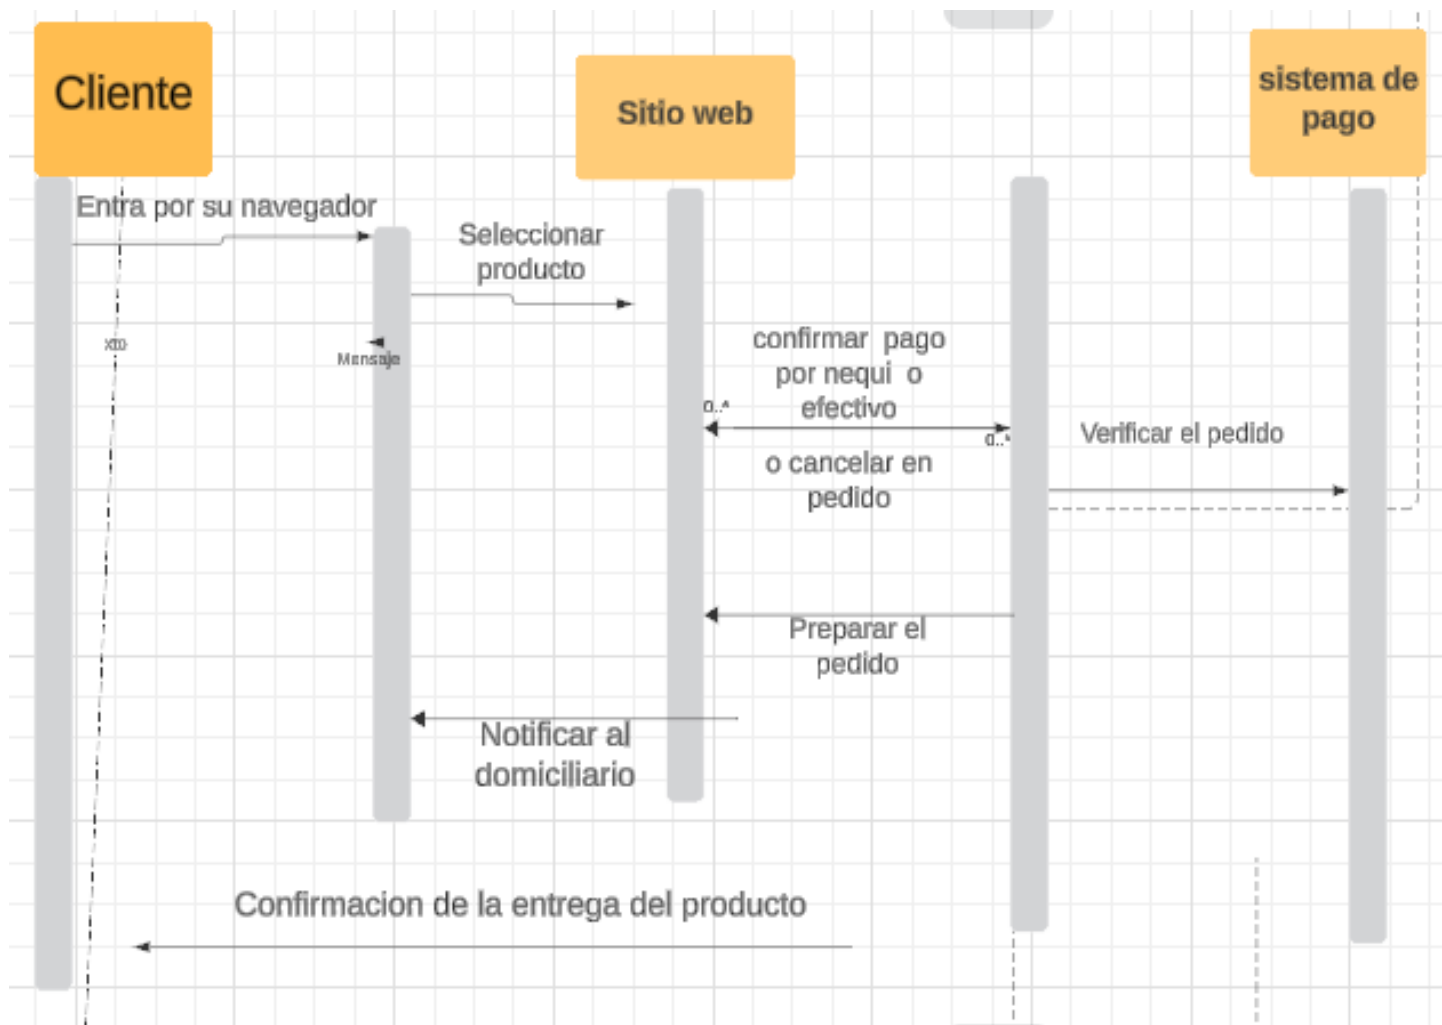 Cliente
Sitio web
sistema de
pago
Entra por su navegador
Seleccionar
producto
Mensaje
confirmar pago
por nequi o
efectivo
0..*
0..*
o cancelar en
pedido
Verificar el pedido
Preparar el
pedido
Notificar al
domiciliario
Confirmacion de la entrega del producto